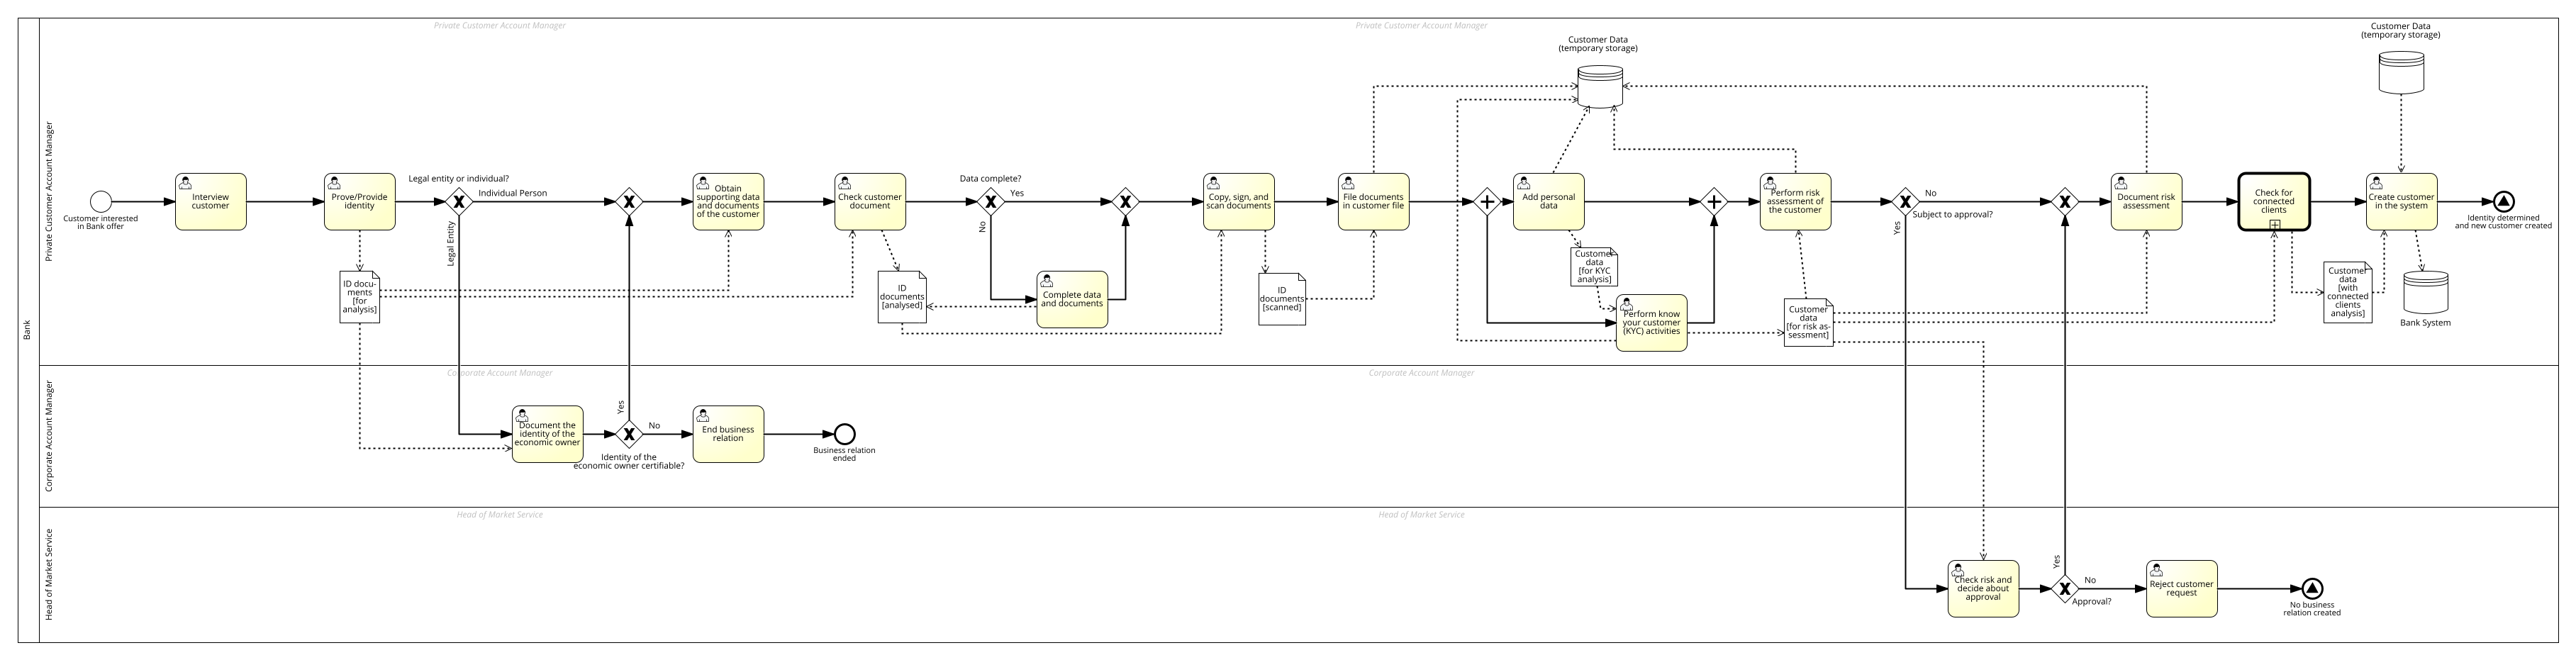 Private Customer Account Manager
Private Customer Account Manager
Customer Data
(temporary storage)
Customer Data
(temporary storage)
Bank
Private Customer Account Manager
Customer interested
in Bank offer
Interview
customer
Prove/Provide
identity
Legal entity or individual?
Individual Person
Legal Entity
Obtain
supporting data
and documents
of the customer
Check customer
document
Data complete?
Yes
No
Complete data
and documents
Copy, sign, and
scan documents
File documents
in customer file
Add personal
data
Perform know
your customer
(KYC) activities
Perform risk
assessment of
the customer
No
Subject to approval?
Yes
Document risk
assessment
Check for
connected
clients
Create customer
in the system
Identity determined
and new customer created
ID docu-
ments
[for
analysis]
ID
documents
[analysed]
ID
documents
[scanned]
Customer
data
[for KYC
analysis]
Customer
data
[for risk as-
sessment]
Customer
data
[with
connected
clients
analysis]
Bank System
Corporate Account Manager
Corporate Account Manager
Corporate Account Manager
Document the
identity of the
economic owner
Yes
No
Identity of the
economic owner certifiable?
End business
relation
Business relation
ended
Head of Market Service
Head of Market Service
Head of Market Service
Check risk and
decide about
approval
Yes
No
Approval?
Reject customer
request
No business
relation created